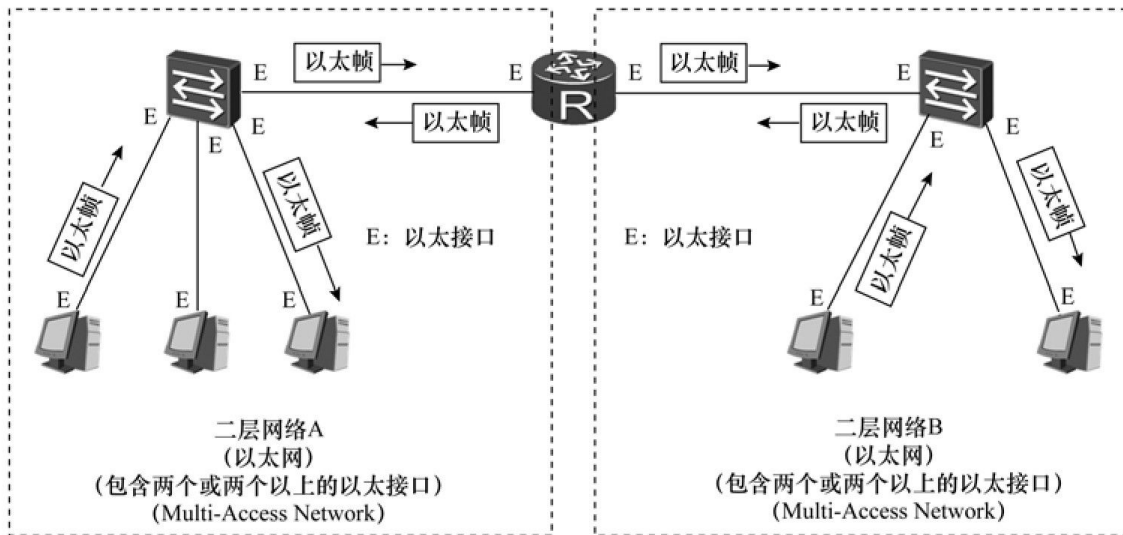 E
以太帧
E
E
以太帧
E
以太帧
以太帧
E
E
E
E
E
以太帧
以太帧
E: 以太接口
E: 以太接口
以太帧
以太帧
E
E
E
E
E
R
二层网络A
(以太网)
(包含两个或两个以上的以太接口)
(Multi-Access Network)
二层网络B
(以太网)
(包含两个或两个以上的以太接口)
(Multi-Access Network)